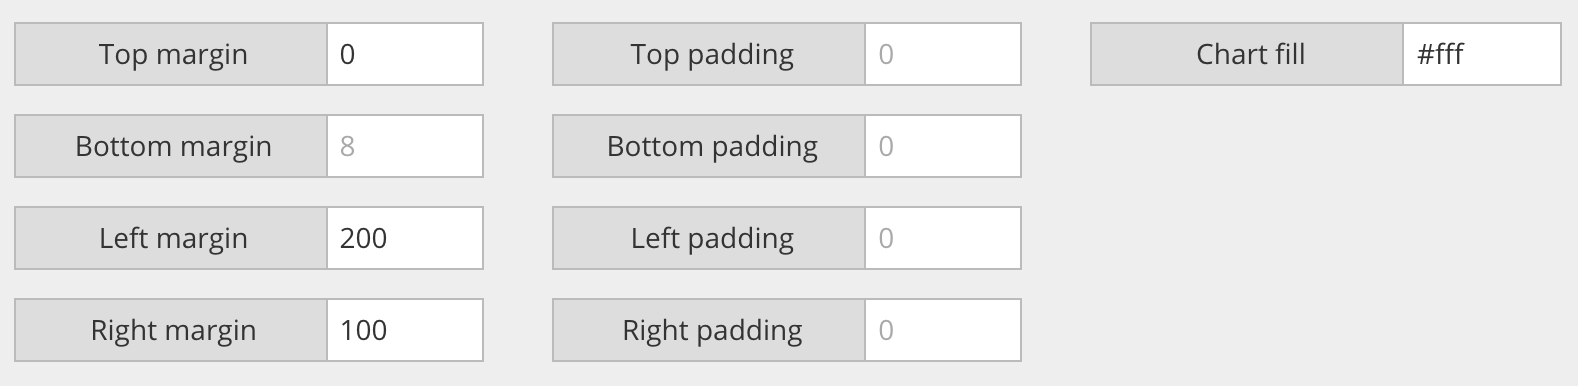 Top margin 0 Top padding 0 Chart fill #fff
Bottom margin 8 Bottom padding 0
Left margin 200 Left padding 0
Right margin 100 Right padding 0